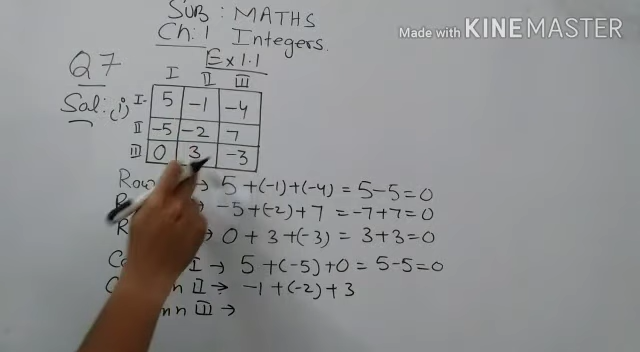 Made with KINEMASTER
SUB: MATHS
Ch: 1 Integers.
Ex 1.1
Q7
I II III
Sol: (i) I- 5 -1 -4
II -5 -2 7
III 0 3 -3
Row → 5 +(-1)+(-4) = 5-5=0
-5+(-2)+7 = -7+7=0
→ 0 + 3 +(-3) = 3+3=0
I → 5 +(-5)+0 = 5-5=0
II → -1 +(-2)+3
III →